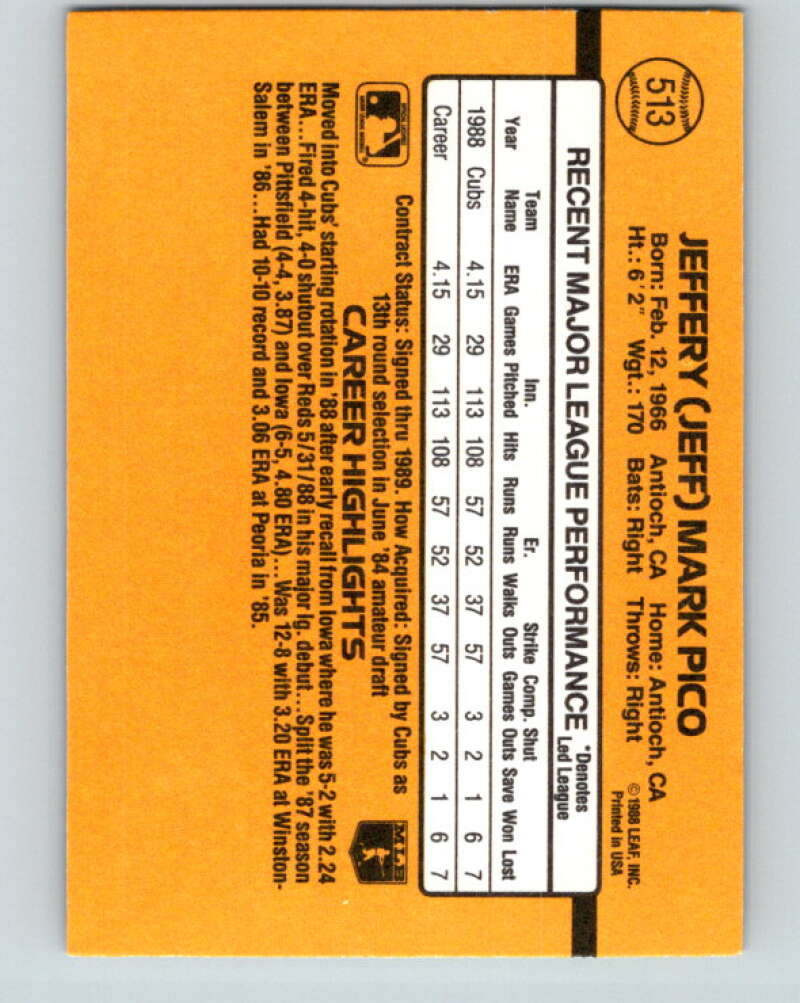 513
JEFFERY (JEFF) MARK PICO
Born: Feb. 12, 1966 Antioch, CA Home: Antioch, CA
Ht.: 6'2" Wgt.: 170 Bats: Right Throws: Right
© 1988 LEAF, INC.
Printed in USA
RECENT MAJOR LEAGUE PERFORMANCE *Denotes Led League
Team Inn. Er. Strike Comp. Shut
Year Name ERA Games Pitched Hits Runs Runs Walks Outs Games Outs Save Won Lost
1988 Cubs 4.15 29 113 108 57 52 37 57 3 2 1 6 7
Career 4.15 29 113 108 57 52 37 57 3 2 1 6 7
Contract Status: Signed thru 1989. How Acquired: Signed by Cubs as
13th round selection in June '84 amateur draft
MLB
CAREER HIGHLIGHTS
Moved into Cubs' starting rotation in '88 after early recall from Iowa where he was 5-2 with 2.24
ERA...Fired 4-hit, 4-0 shutout over Reds 5/31/88 in his major lg. debut...Split the '87 season
between Pittsfield (4-4, 3.87) and Iowa (6-5, 4.80 ERA)...Was 12-8 with 3.20 ERA at Winston-
Salem in '86...Had 10-10 record and 3.06 ERA at Peoria in '85.